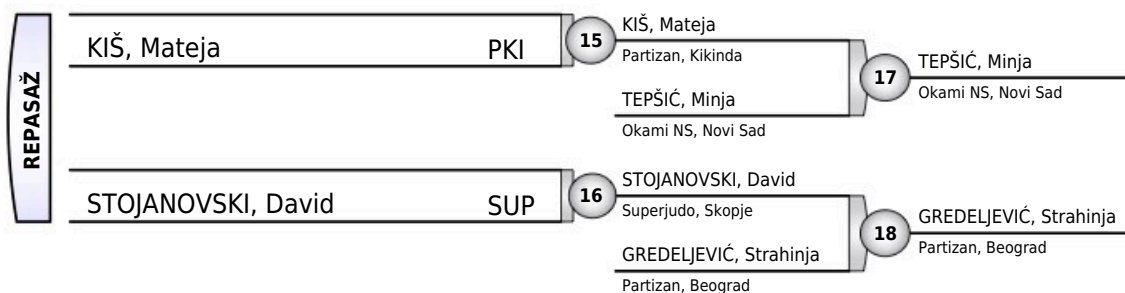 REPASAŽ
KIŠ, Mateja PKI
15
KIŠ, Mateja
Partizan, Kikinda
TEPŠIĆ, Minja
Okami NS, Novi Sad
17
TEPŠIĆ, Minja
Okami NS, Novi Sad
STOJANOVSKI, David SUP
16
STOJANOVSKI, David
Superjudo, Skopje
GREDELJEVIĆ, Strahinja
Partizan, Beograd
18
GREDELJEVIĆ, Strahinja
Partizan, Beograd